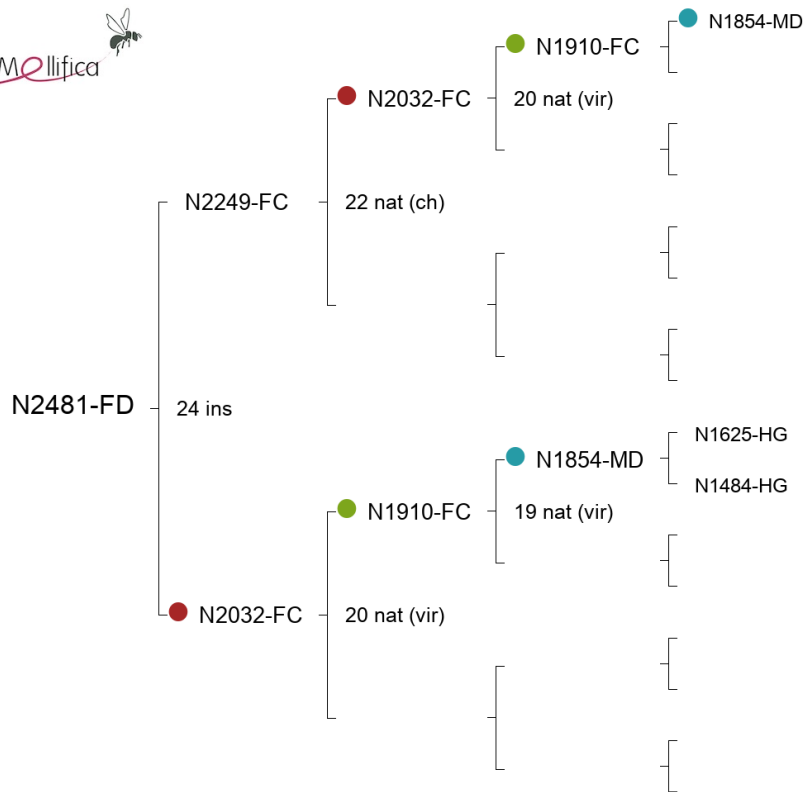 Mellifica
N1854-MD
N1910-FC
N2032-FC
20 nat (vir)
N2249-FC
22 nat (ch)
N2481-FD
24 ins
N1625-HG
N1854-MD
N1484-HG
N1910-FC
19 nat (vir)
N2032-FC
20 nat (vir)